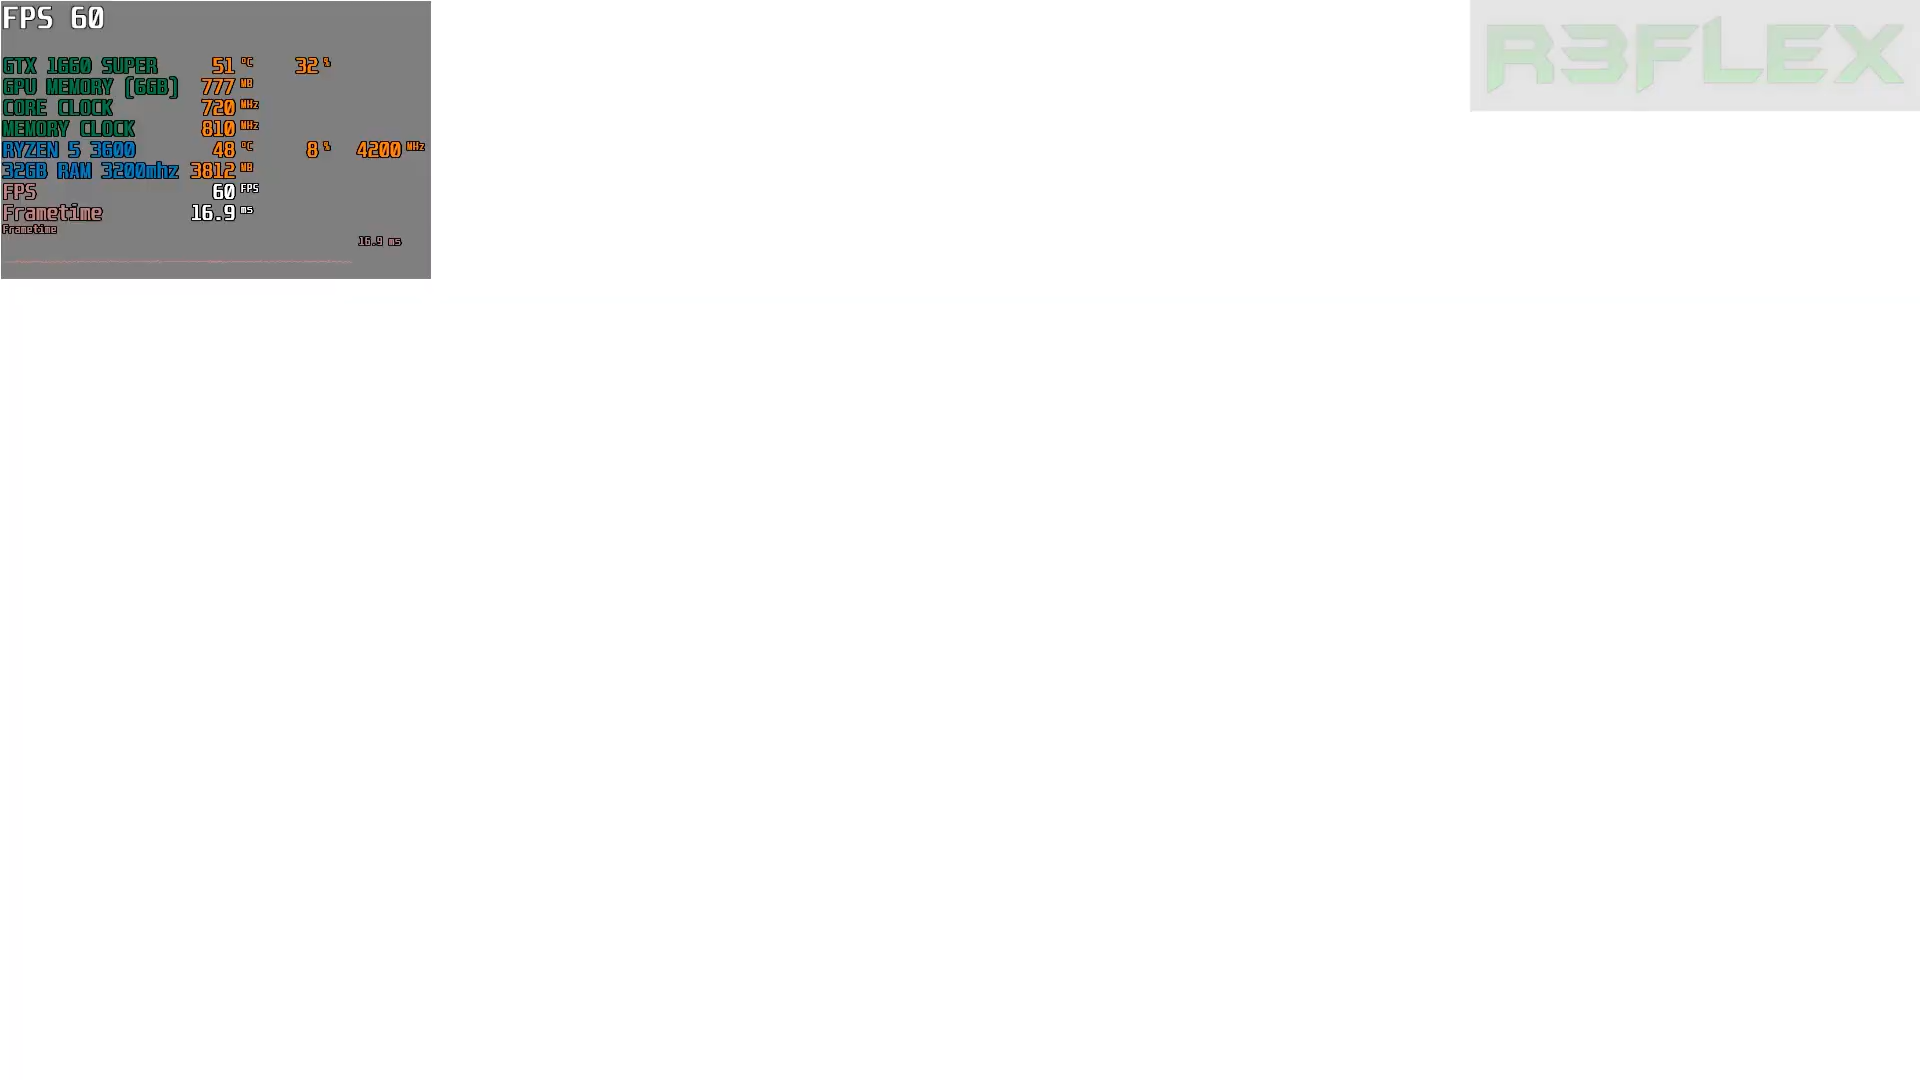 FPS 60
R3FLEX
GTX 1660 SUPER 51 °C 32 %
GPU MEMORY (6GB) 777 MB
CORE CLOCK 720 MHz
MEMORY CLOCK 810 MHz
RYZEN 5 3600 48 °C 8 % 4200 MHz
32GB RAM 3200mhz 3812 MB
FPS 60 FPS
Frametime 16.9 ms
Frametime
16.9 ms